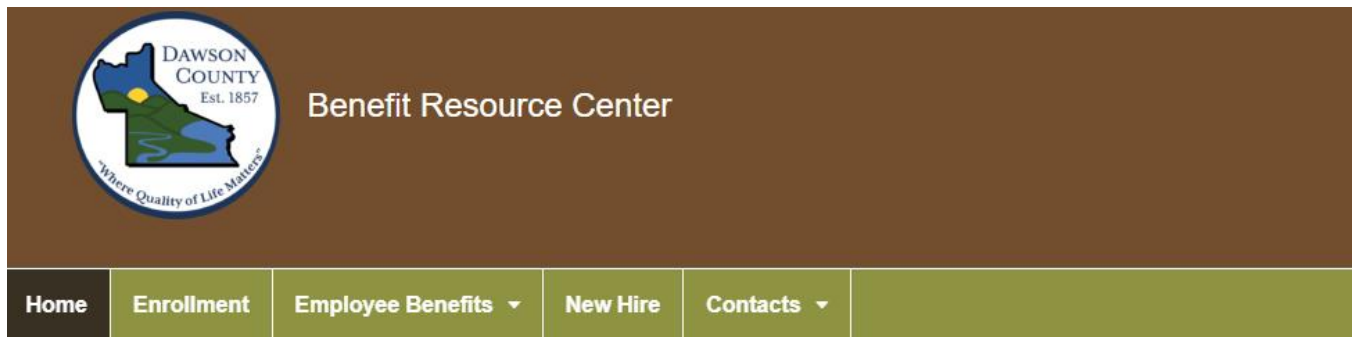 DAWSON
COUNTY
Est. 1857
"Where Quality of Life Matters"
Benefit Resource Center
Home Enrollment Employee Benefits New Hire Contacts